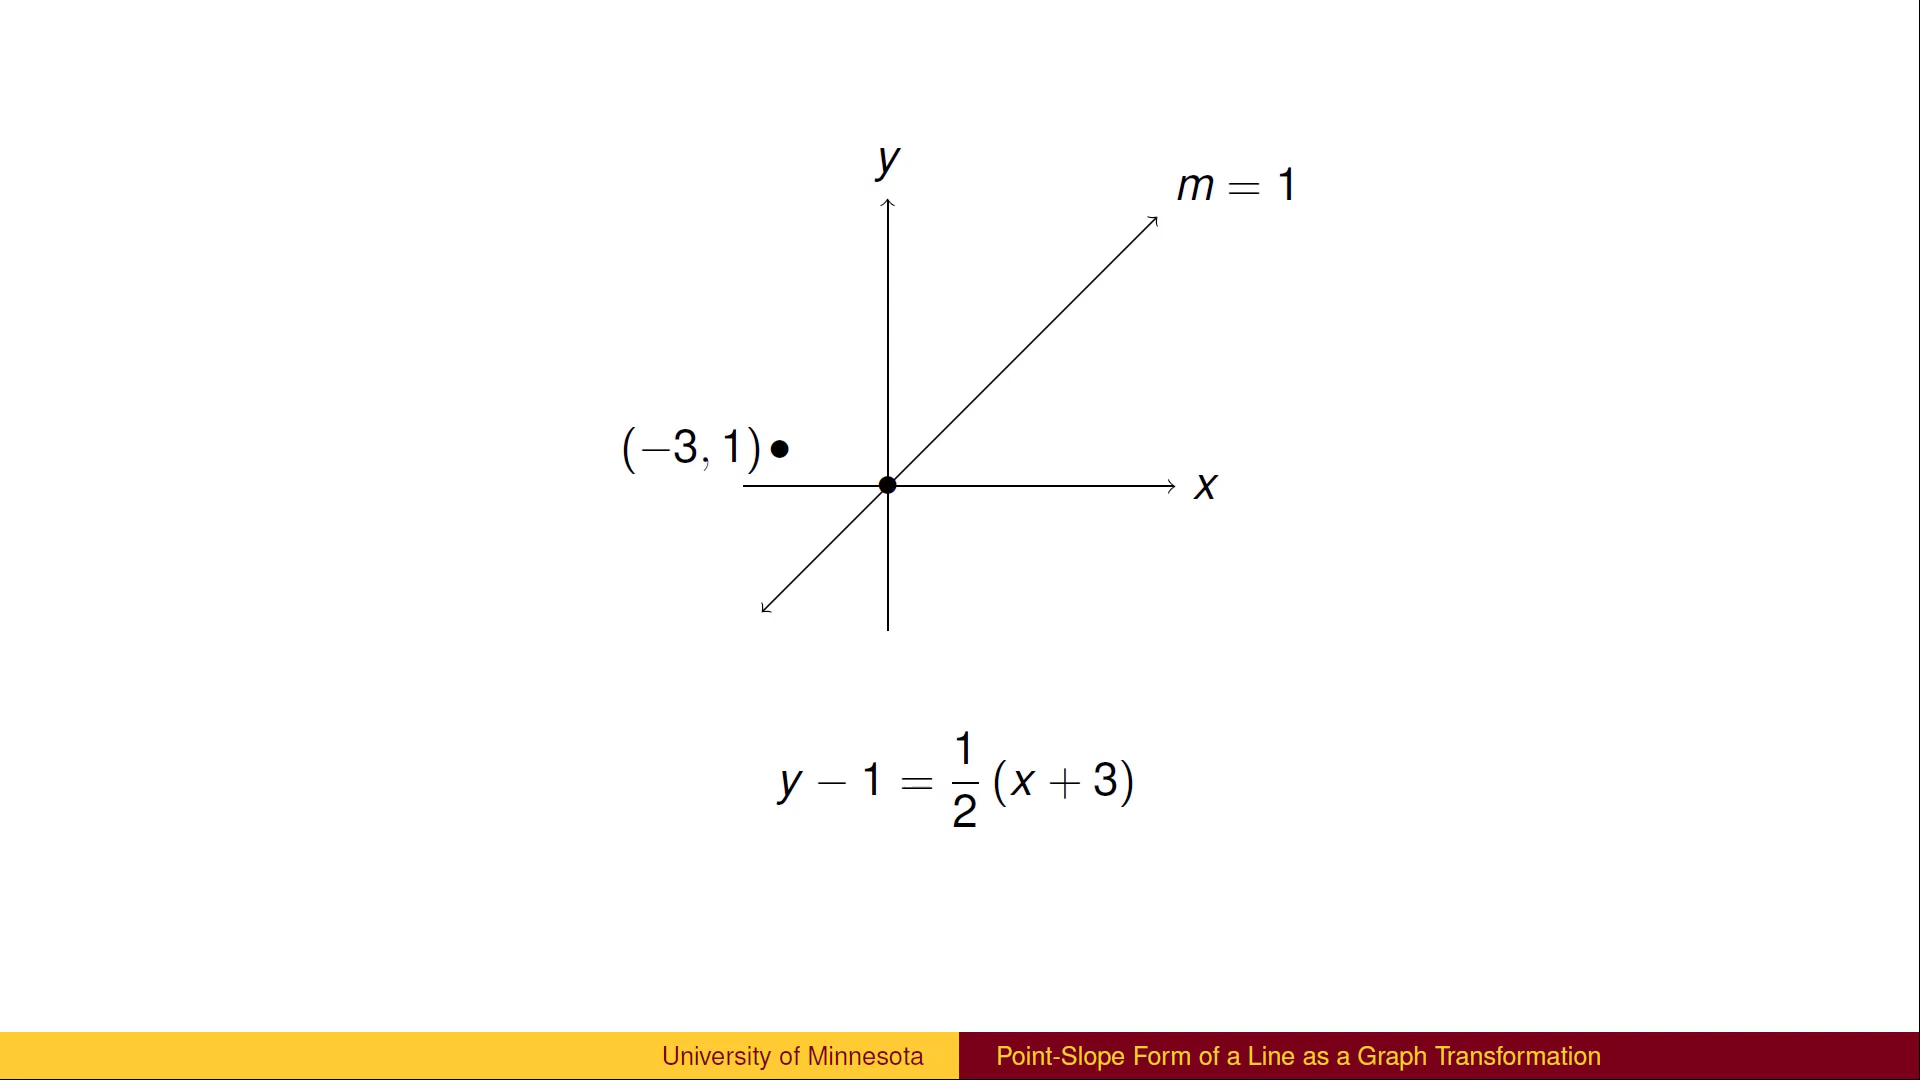 y
m = 1
(−3, 1)
x
y − 1 = 1/2 (x + 3)
University of Minnesota
Point-Slope Form of a Line as a Graph Transformation